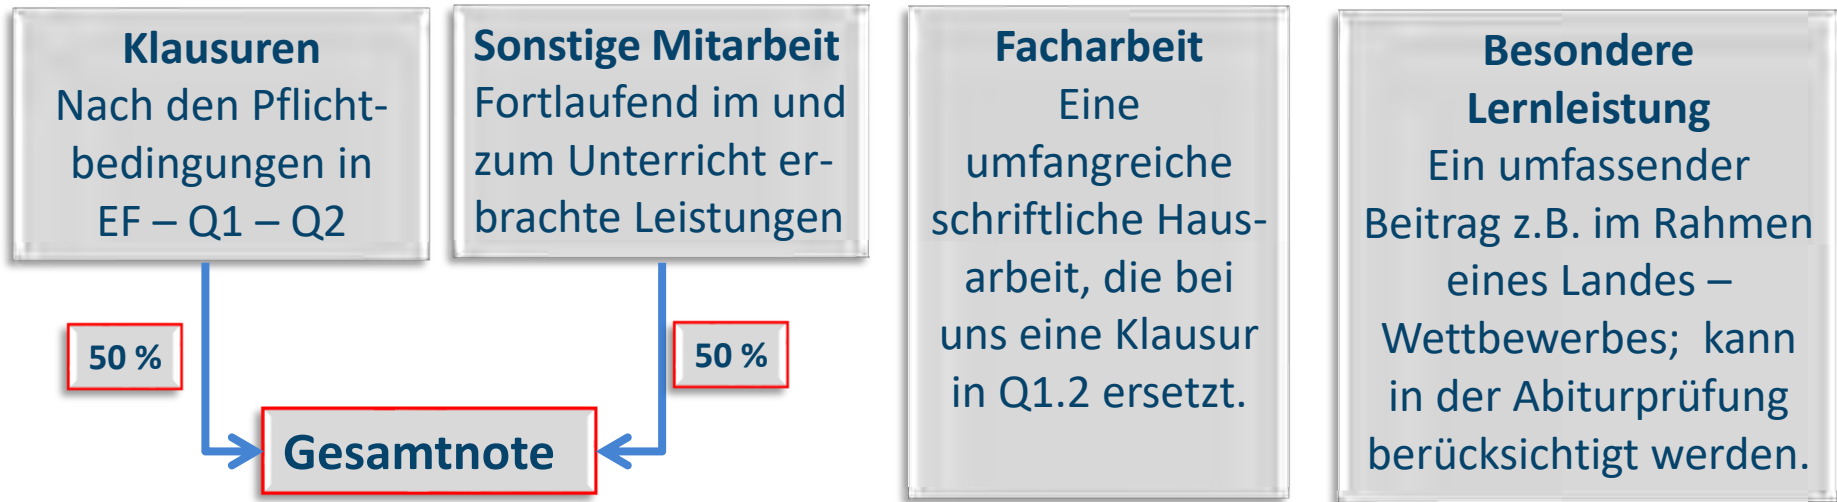 Klausuren
Nach den Pflicht-
bedingungen in
EF – Q1 – Q2
Sonstige Mitarbeit
Fortlaufend im und
zum Unterricht er-
brachte Leistungen
50 %
50 %
Gesamtnote
Facharbeit
Eine
umfangreiche
schriftliche Haus-
arbeit, die bei
uns eine Klausur
in Q1.2 ersetzt.
Besondere
Lernleistung
Ein umfassender
Beitrag z.B. im Rahmen
eines Landes –
Wettbewerbes; kann
in der Abiturprüfung
berücksichtigt werden.